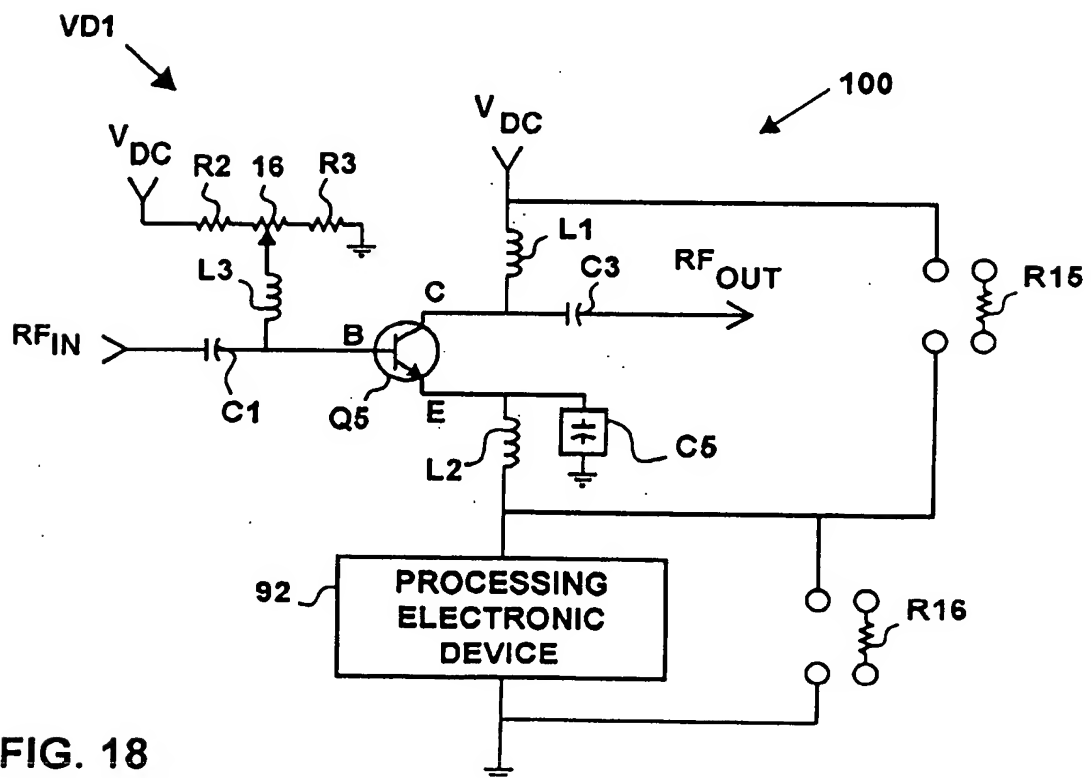 VD1
100
VDC
VDC
R2
16
R3
L1
C3
RFOUT
R15
L3
C
RFIN
B
C1
Q5
E
L2
C5
92
PROCESSING
ELECTRONIC
DEVICE
R16
FIG. 18